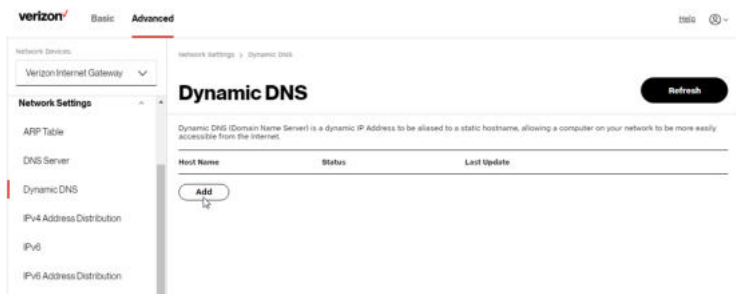 verizon✓ Basic Advanced Help
Network Devices:
Verizon Internet Gateway
Network Settings
ARP Table
DNS Server
Dynamic DNS
IPv4 Address Distribution
IPv6
IPv6 Address Distribution
Network Settings > Dynamic DNS
Dynamic DNS
Refresh
Dynamic DNS (Domain Name Server) is a dynamic IP Address to be aliased to a static hostname, allowing a computer on your network to be more easily
accessible from the Internet.
Host Name Status Last Update
Add